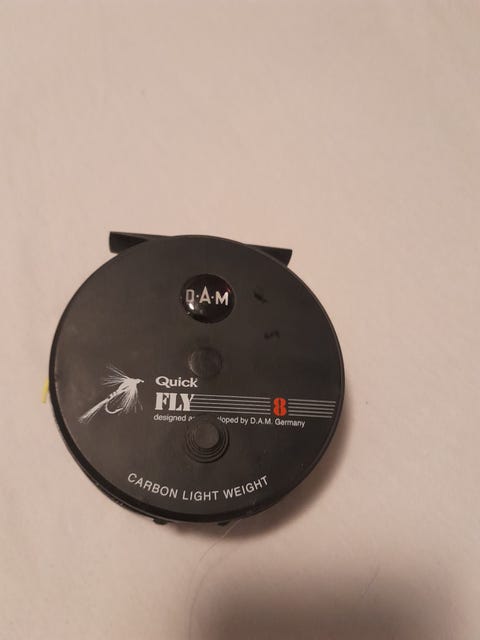 D·A·M
Quick
FLY 8
designed by D.A.M. Germany
CARBON LIGHT WEIGHT